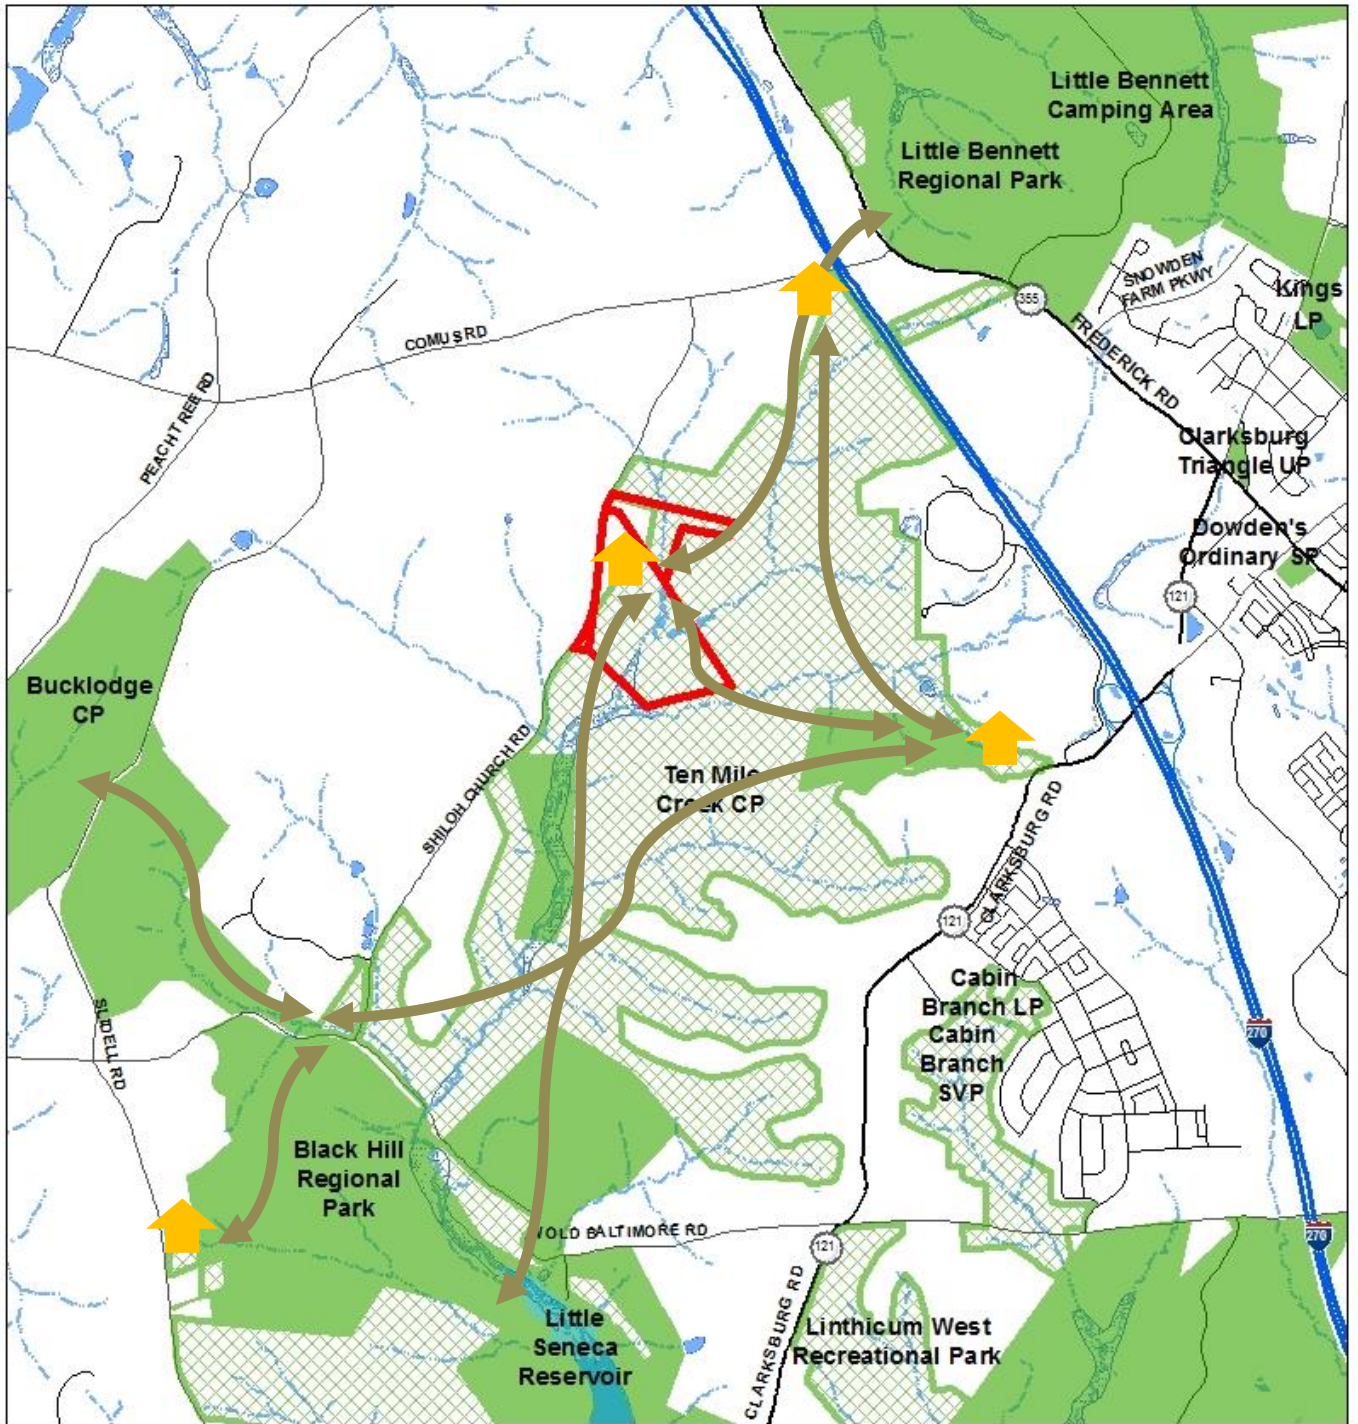 Little Bennett
Camping Area
Little Bennett
Regional Park
SNOWDEN
FARM PKWY
Kings
LP
355
FREDERICK RD
COMUS RD
PEACHTREE RD
Clarksburg
Triangle UP
Dowden's
Ordinary SP
121
Bucklodge
CP
SHILOH CHURCH RD
Ten Mile
Creek CP
CLARKSBURG RD
121
Cabin
Branch LP
Cabin
Branch
SVP
270
SLIDELL RD
Black Hill
Regional
Park
W OLD BALTIMORE RD
121
270
CLARKSBURG RD
Little
Seneca
Reservoir
Linthicum West
Recreational Park